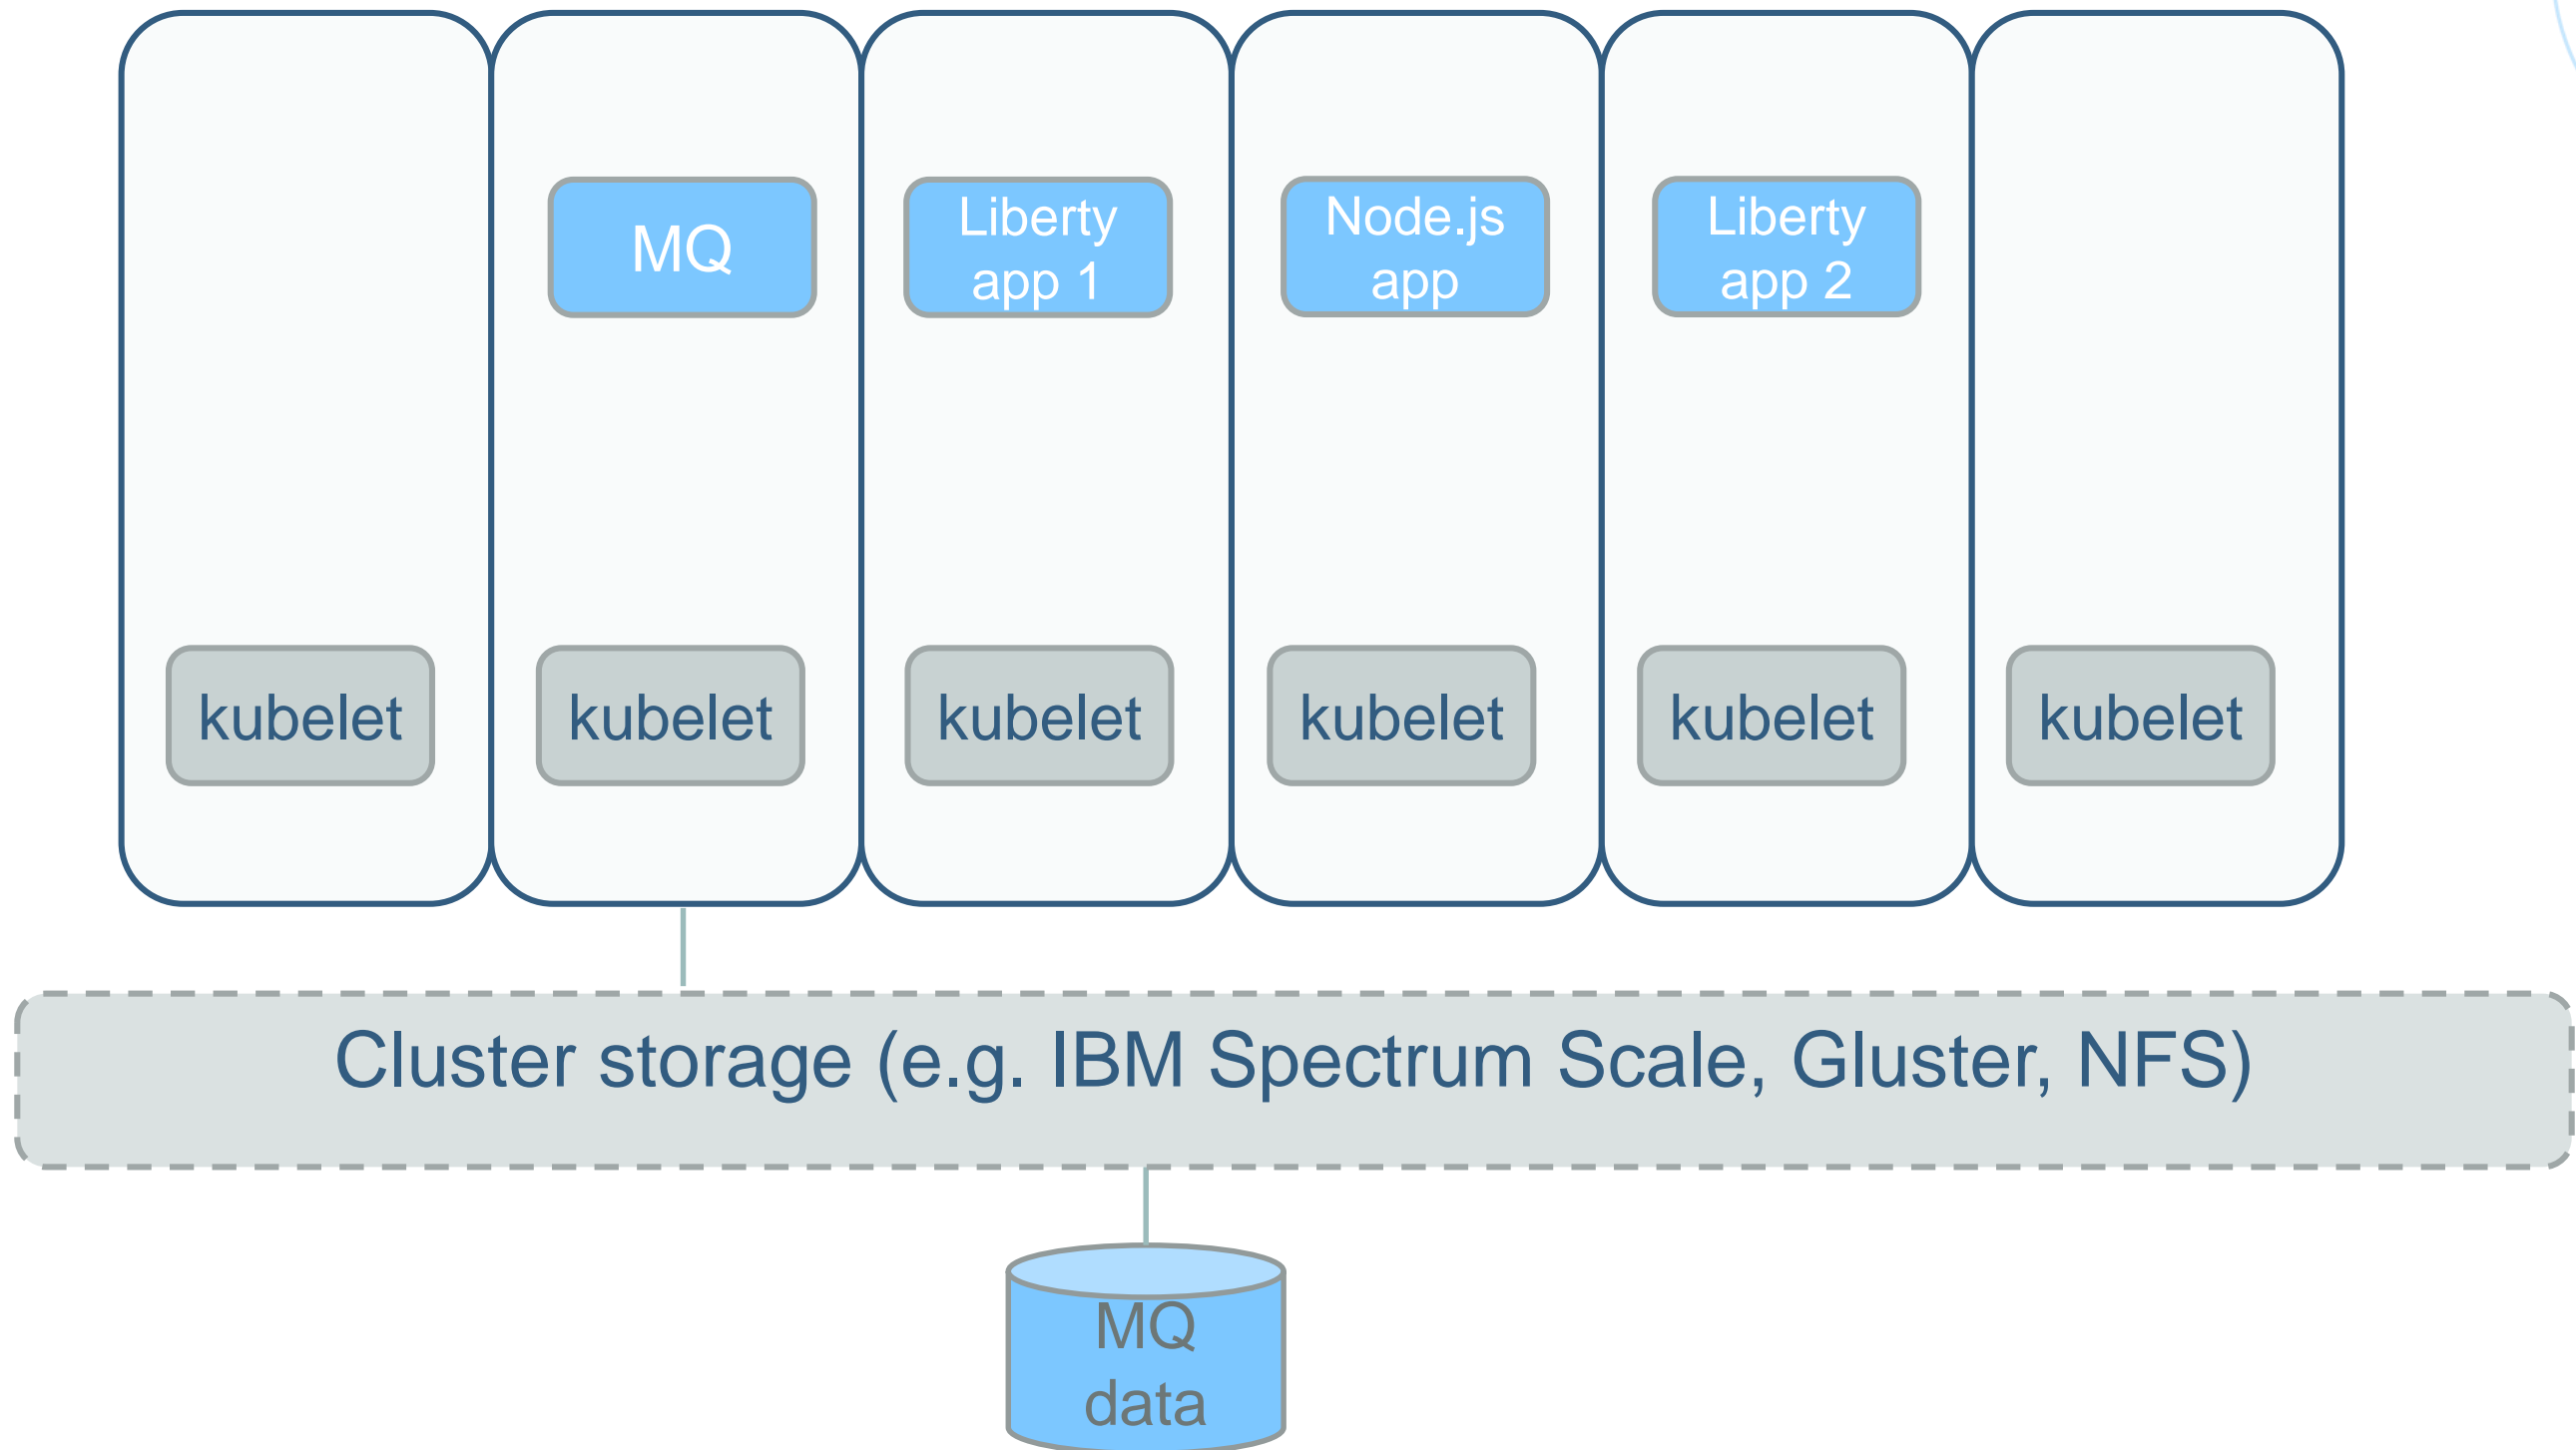 MQ
Liberty
app 1
Node.js
app
Liberty
app 2
kubelet
kubelet
kubelet
kubelet
kubelet
kubelet
Cluster storage (e.g. IBM Spectrum Scale, Gluster, NFS)
MQ
data